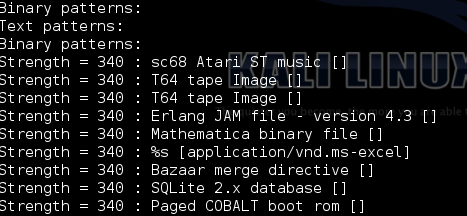 Binary patterns:
Text patterns:
Binary patterns:
Strength = 340 : sc68 Atari ST music []
Strength = 340 : T64 tape Image []
Strength = 340 : T64 tape Image []
Strength = 340 : Erlang JAM file - version 4.3 []
Strength = 340 : Mathematica binary file []
Strength = 340 : %s [application/vnd.ms-excel]
Strength = 340 : Bazaar merge directive []
Strength = 340 : SQLite 2.x database []
Strength = 340 : Paged COBALT boot rom []
KALI LINUX